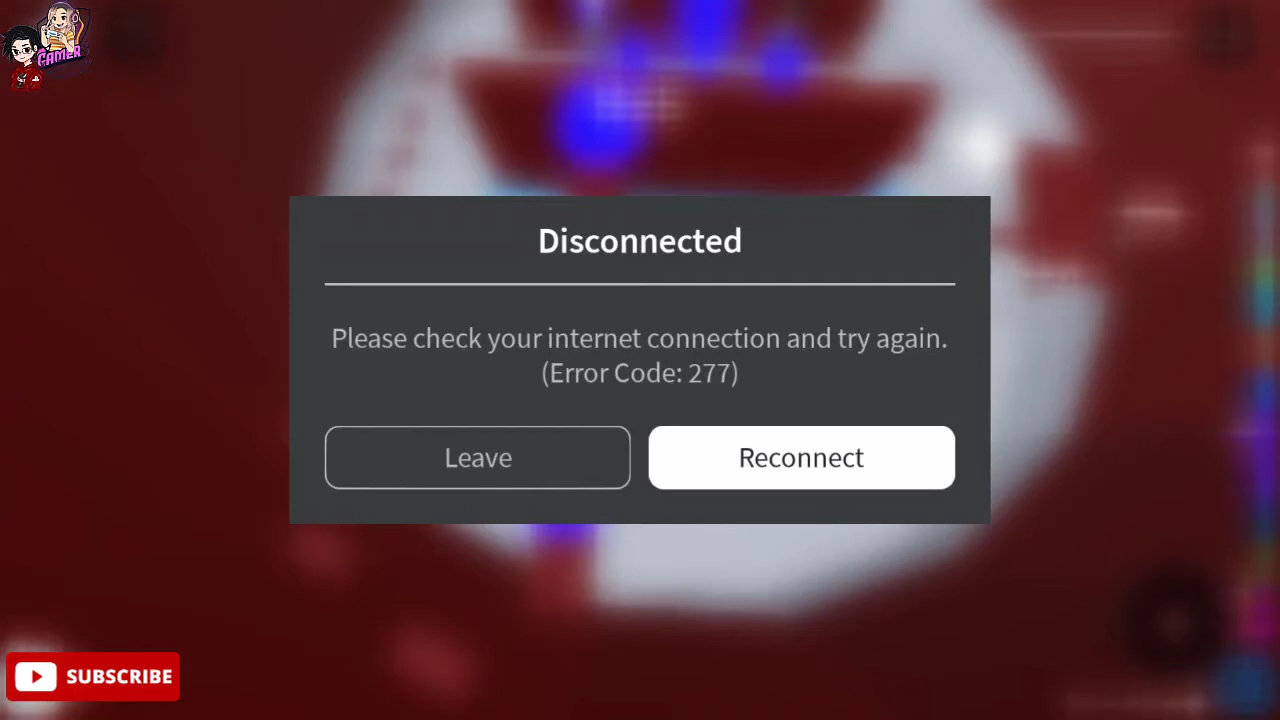 GAMER
Disconnected
Please check your internet connection and try again.
(Error Code: 277)
Leave
Reconnect
SUBSCRIBE